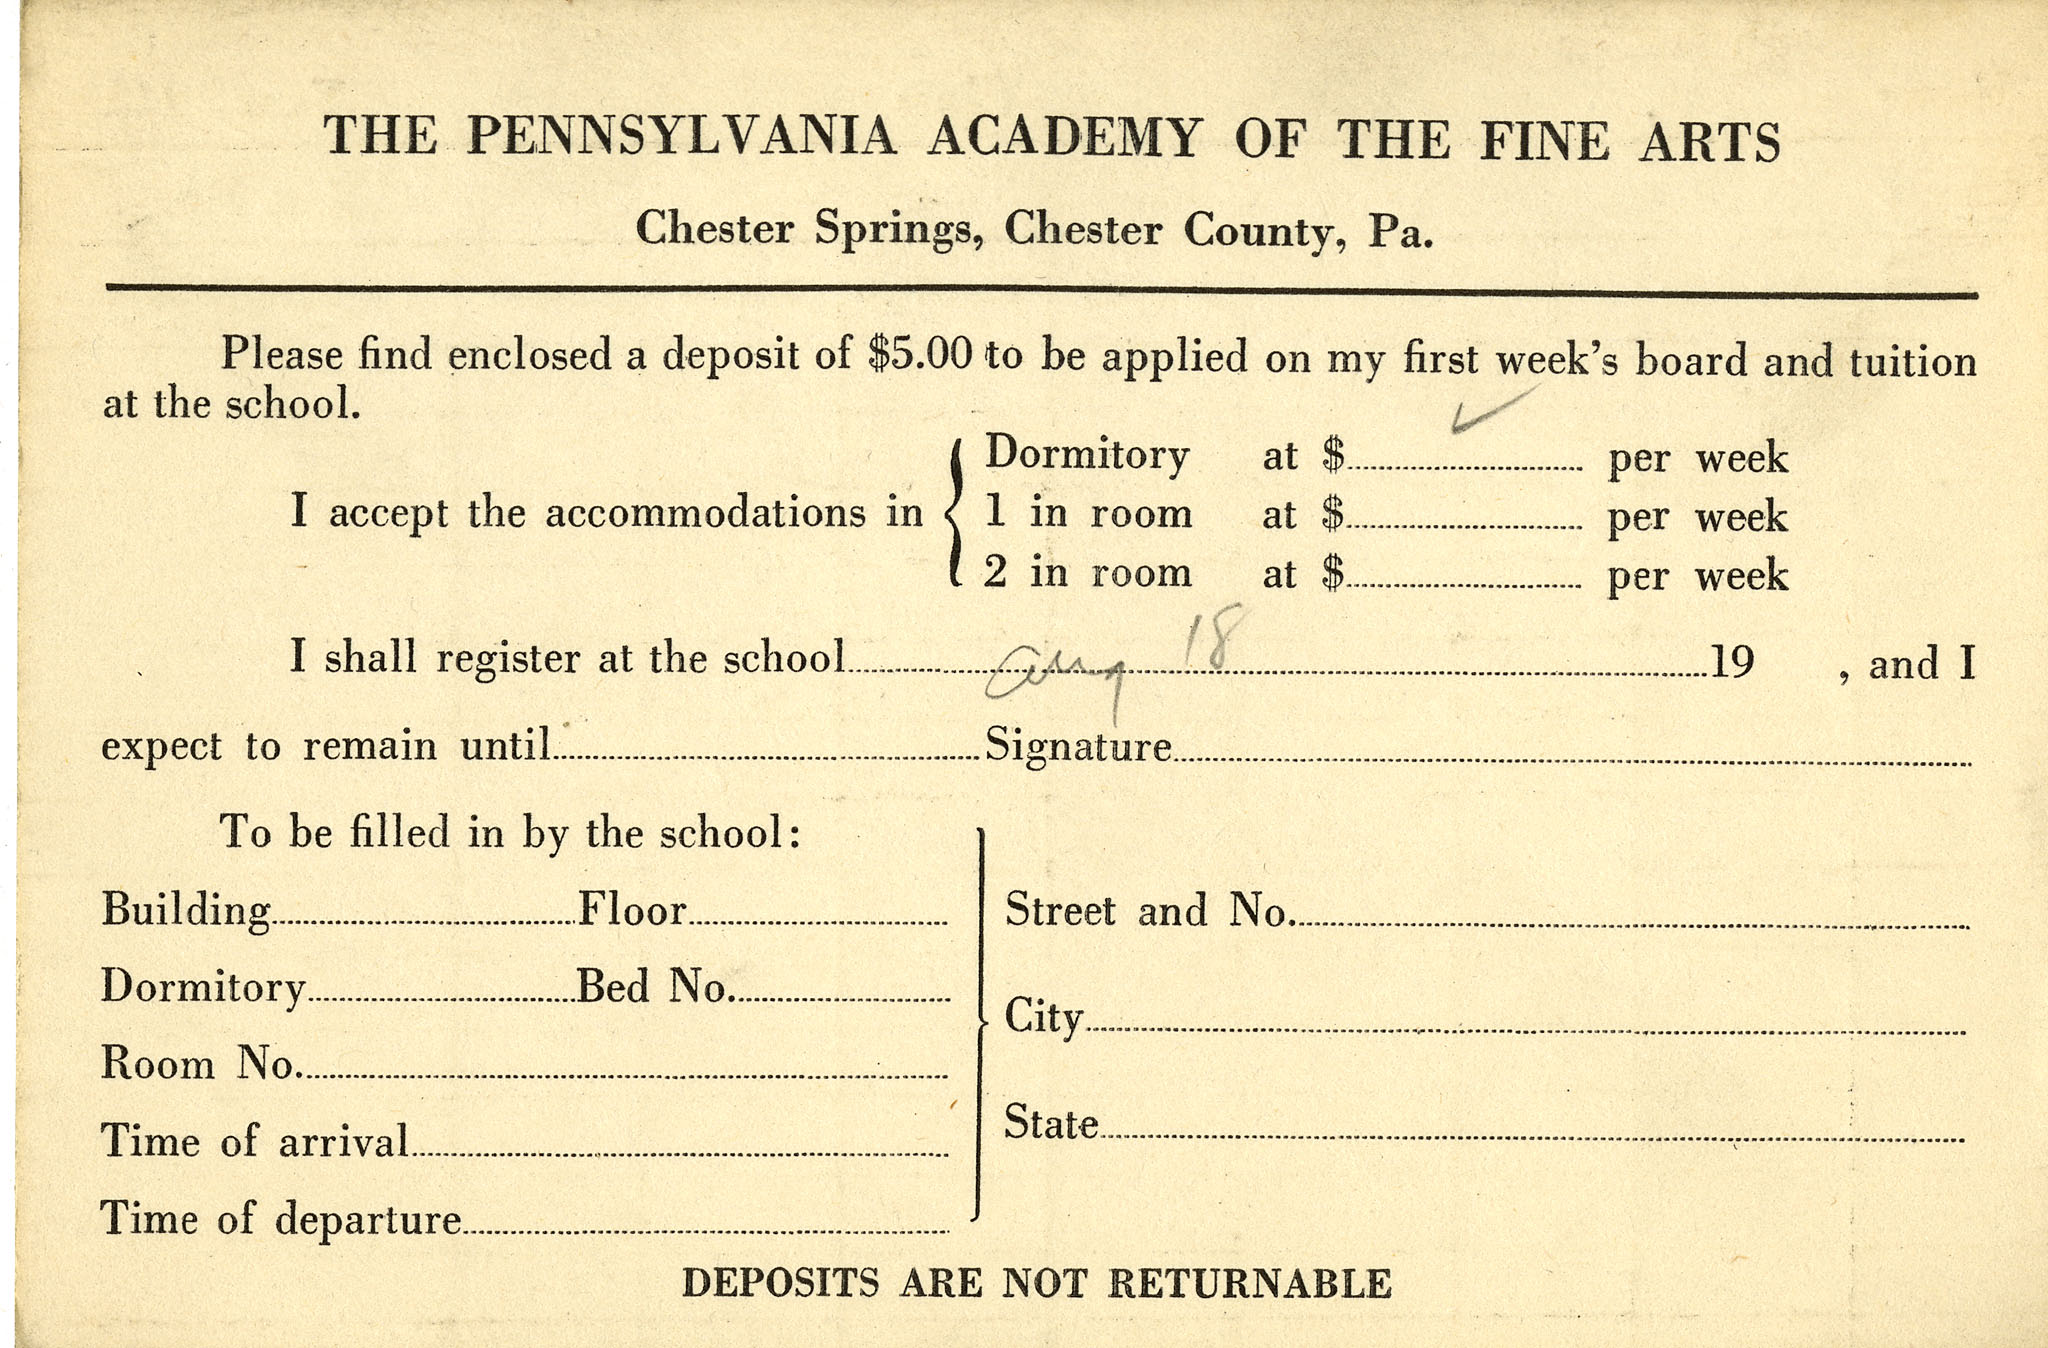 THE PENNSYLVANIA ACADEMY OF THE FINE ARTS
Chester Springs, Chester County, Pa.
Please find enclosed a deposit of $5.00 to be applied on my first week's board and tuition
at the school.
I accept the accommodations in
Dormitory at $ ✓ per week
1 in room at $ per week
2 in room at $ per week
I shall register at the school aug 18 19 , and I
expect to remain until Signature
To be filled in by the school:
Building Floor
Dormitory Bed No.
Room No.
Time of arrival
Time of departure
Street and No.
City
State
DEPOSITS ARE NOT RETURNABLE